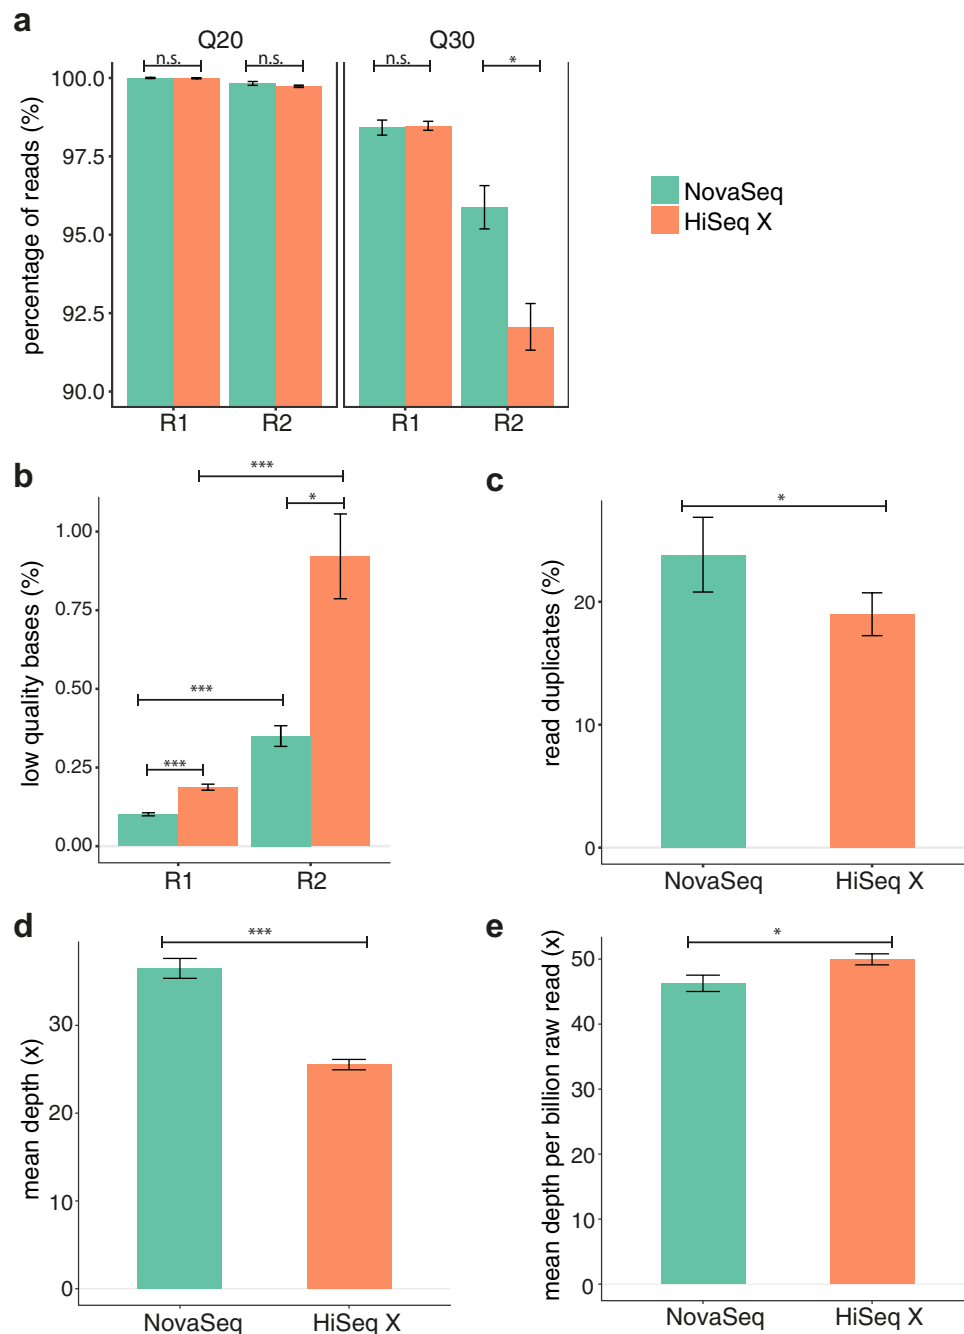 a
Q20
Q30
n.s.
n.s.
n.s.
*
percentage of reads (%)
100.0
97.5
95.0
92.5
90.0
R1
R2
R1
R2
NovaSeq
HiSeq X
b
***
*
***
***
low quality bases (%)
1.00
0.75
0.50
0.25
0.00
R1
R2
c
*
read duplicates (%)
20
10
0
NovaSeq
HiSeq X
d
***
mean depth (x)
30
20
10
0
NovaSeq
HiSeq X
e
*
mean depth per billion raw read (x)
50
40
30
20
10
0
NovaSeq
HiSeq X